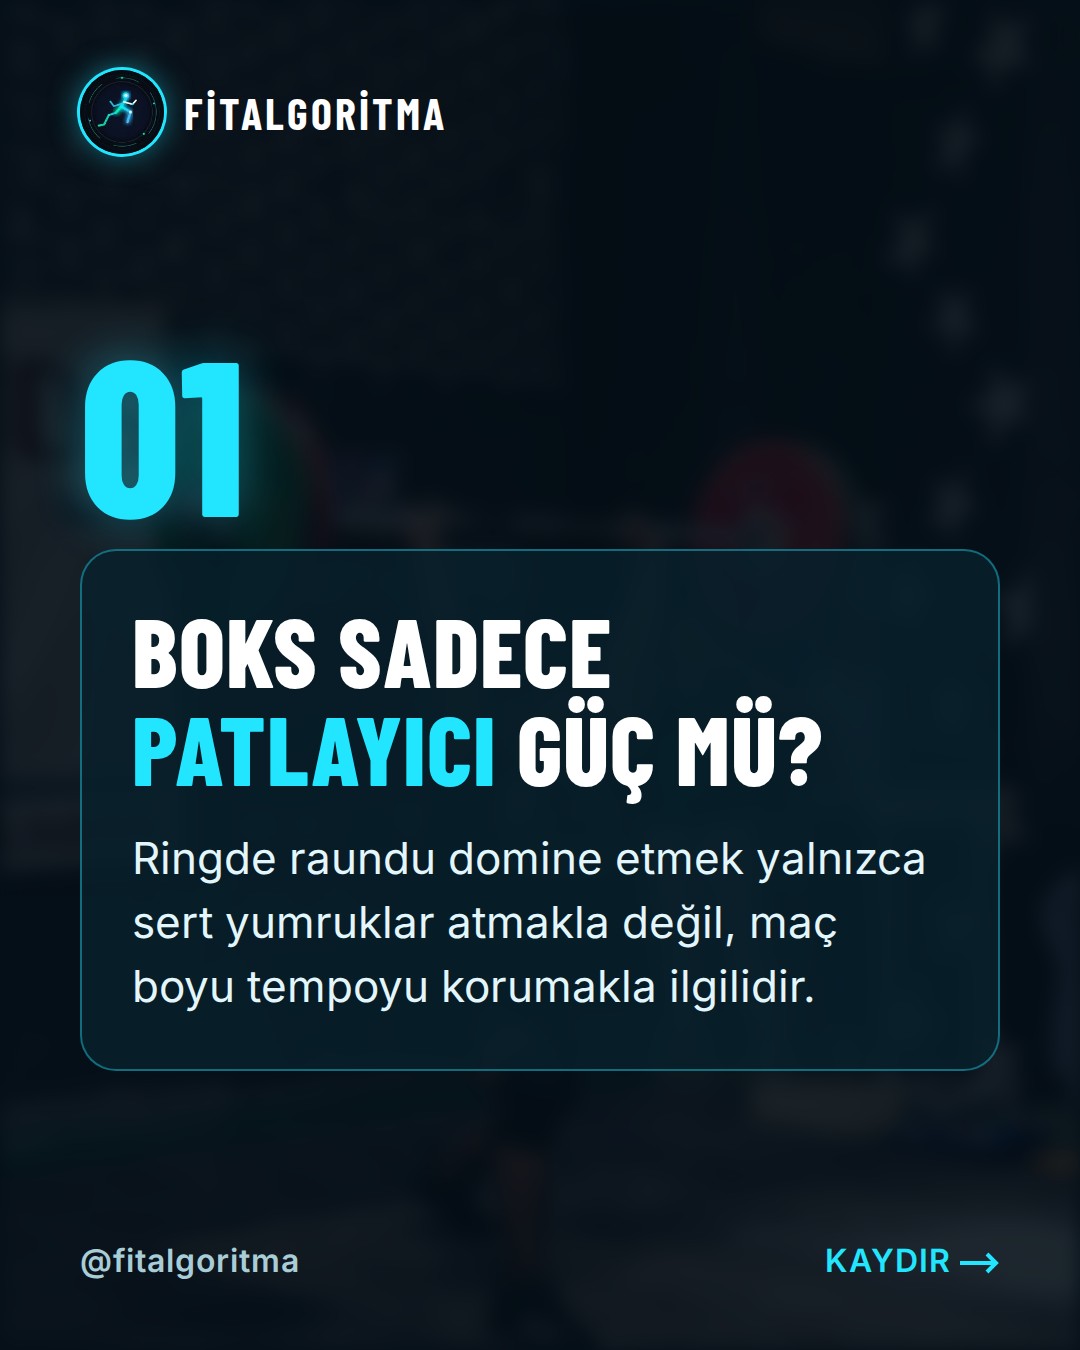 FİTALGORİTMA
01
BOKS SADECE
PATLAYICI GÜÇ MÜ?
Ringde raundu domine etmek yalnızca
sert yumruklar atmakla değil, maç
boyu tempoyu korumakla ilgilidir.
@fitalgoritma
KAYDIR →